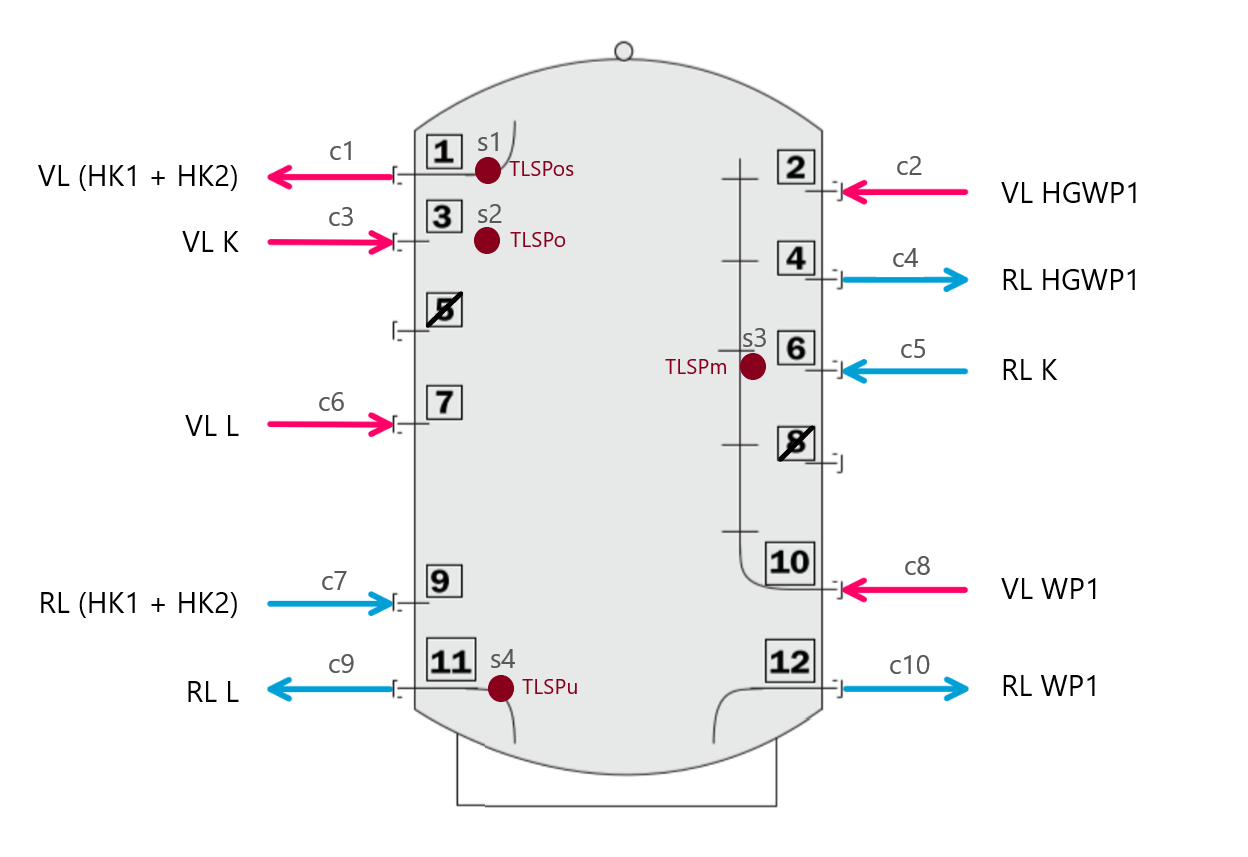 c1
1
s1
TLSPos
2
c2
VL (HK1 + HK2)
VL HGWP1
c3
3
s2
VL K
TLSPo
4
c4
RL HGWP1
5
s3
6
c5
TLSPm
RL K
c6
7
VL L
8
c7
9
10
c8
RL (HK1 + HK2)
VL WP1
c9
11
s4
12
c10
RL L
TLSPu
RL WP1